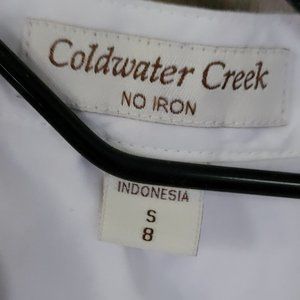 Coldwater Creek
NO IRON
INDONESIA
S
8